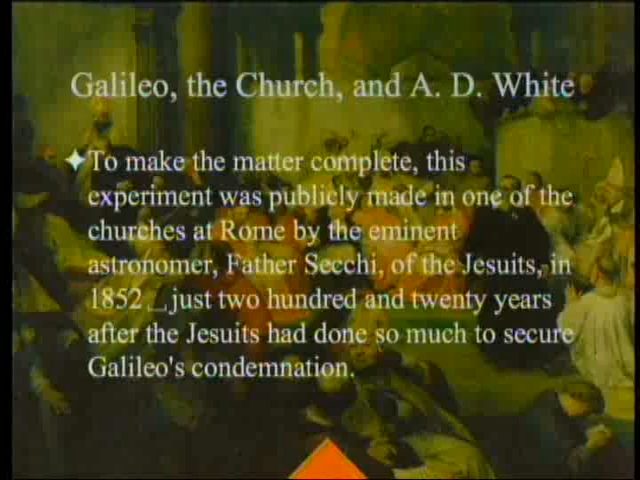 Galileo, the Church, and A. D. White
To make the matter complete, this
experiment was publicly made in one of the
churches at Rome by the eminent
astronomer, Father Secchi, of the Jesuits, in
1852 _ just two hundred and twenty years
after the Jesuits had done so much to secure
Galileo's condemnation.